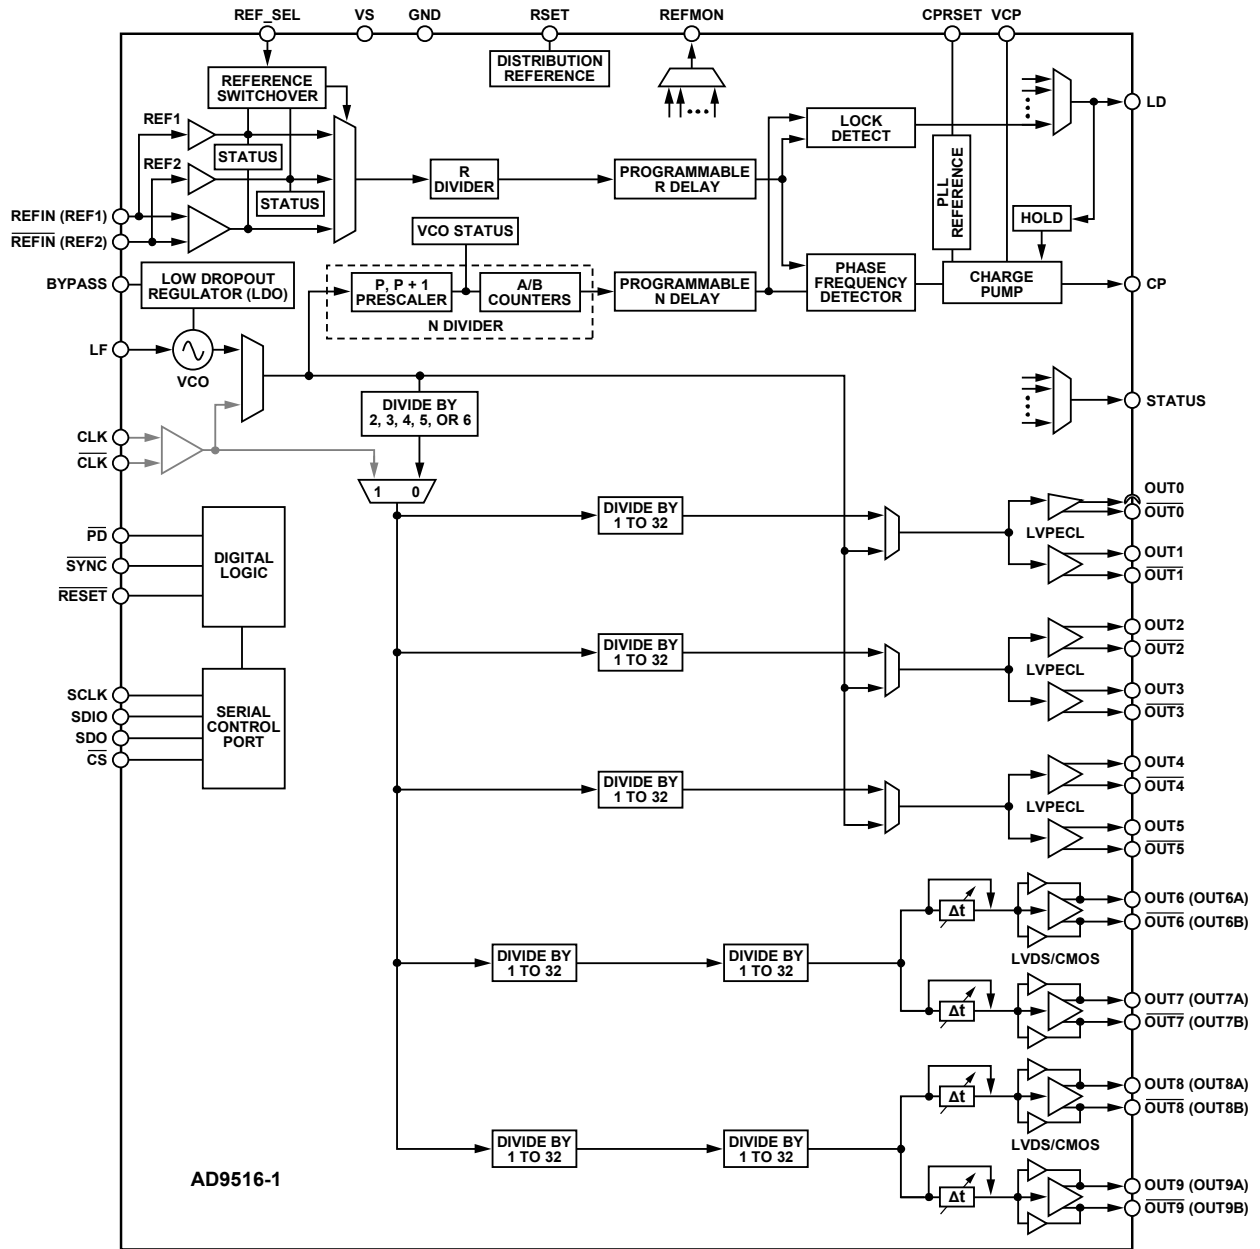 REF_SEL VS GND RSET REFMON CPRSET VCP
DISTRIBUTION
REFERENCE
REFERENCE
SWITCHOVER
REF1
STATUS
REF2
STATUS
R
DIVIDER
PROGRAMMABLE
R DELAY
LOCK
DETECT
PLL
REFERENCE
LD
HOLD
REFIN (REF1)
REFIN (REF2)
BYPASS
LOW DROPOUT
REGULATOR (LDO)
VCO STATUS
P, P + 1
PRESCALER
A/B
COUNTERS
N DIVIDER
PROGRAMMABLE
N DELAY
PHASE
FREQUENCY
DETECTOR
CHARGE
PUMP
CP
LF
VCO
STATUS
DIVIDE BY
2, 3, 4, 5, OR 6
CLK
CLK
1 0
PD
SYNC
RESET
DIGITAL
LOGIC
SCLK
SDIO
SDO
CS
SERIAL
CONTROL
PORT
DIVIDE BY
1 TO 32
OUT0
OUT0
LVPECL
OUT1
OUT1
DIVIDE BY
1 TO 32
OUT2
OUT2
LVPECL
OUT3
OUT3
DIVIDE BY
1 TO 32
OUT4
OUT4
LVPECL
OUT5
OUT5
DIVIDE BY
1 TO 32
DIVIDE BY
1 TO 32
Δt
OUT6 (OUT6A)
OUT6 (OUT6B)
LVDS/CMOS
Δt
OUT7 (OUT7A)
OUT7 (OUT7B)
DIVIDE BY
1 TO 32
DIVIDE BY
1 TO 32
Δt
OUT8 (OUT8A)
OUT8 (OUT8B)
LVDS/CMOS
Δt
OUT9 (OUT9A)
OUT9 (OUT9B)
AD9516-1